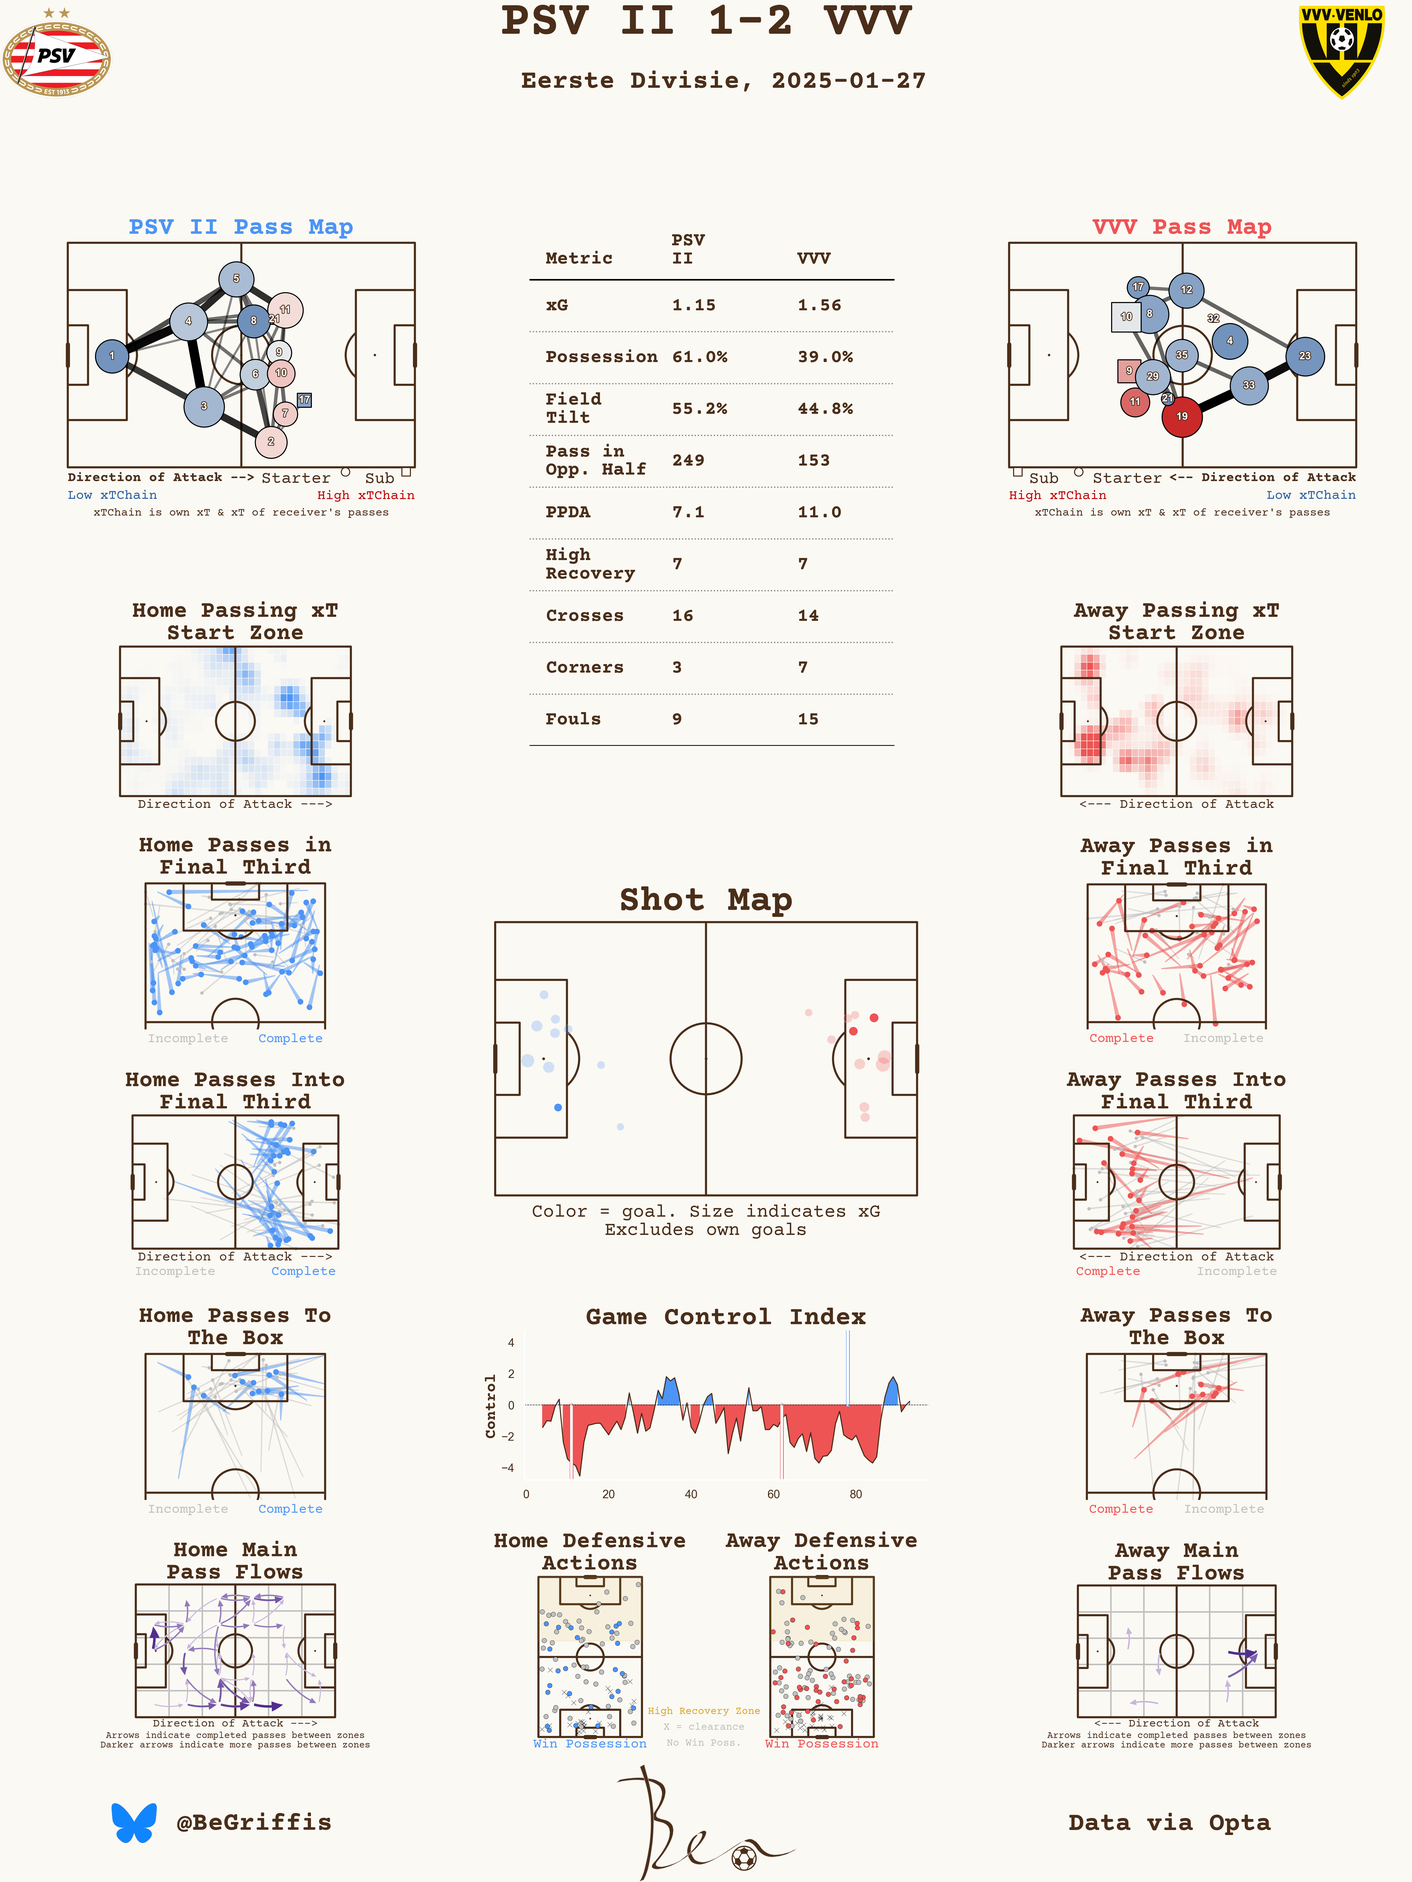 PSV II 1-2 VVV
Eerste Divisie, 2025-01-27
PSV
EST 1913
VVV-VENLO
PSV II Pass Map
5
11
4
8
21
1
9
6
10
17
3
7
2
Direction of Attack --> Starter Sub
Low xTChain High xTChain
xTChain is own xT & xT of receiver's passes
Metric PSV II VVV
xG 1.15 1.56
Possession 61.0% 39.0%
Field Tilt 55.2% 44.8%
Pass in Opp. Half 249 153
PPDA 7.1 11.0
High Recovery 7 7
Crosses 16 14
Corners 3 7
Fouls 9 15
VVV Pass Map
17
12
10
8
32
4
35
23
9
29
33
11
21
19
Sub Starter <-- Direction of Attack
High xTChain Low xTChain
xTChain is own xT & xT of receiver's passes
Home Passing xT
Start Zone
Direction of Attack --->
Away Passing xT
Start Zone
<--- Direction of Attack
Home Passes in
Final Third
Incomplete Complete
Away Passes in
Final Third
Complete Incomplete
Shot Map
Color = goal. Size indicates xG
Excludes own goals
Home Passes Into
Final Third
Direction of Attack --->
Incomplete Complete
Away Passes Into
Final Third
<--- Direction of Attack
Complete Incomplete
Home Passes To
The Box
Incomplete Complete
Game Control Index
Control
4
2
0
−2
−4
0 20 40 60 80
Away Passes To
The Box
Complete Incomplete
Home Main
Pass Flows
Direction of Attack --->
Arrows indicate completed passes between zones
Darker arrows indicate more passes between zones
Home Defensive
Actions
Win Possession
Away Defensive
Actions
Win Possession
High Recovery Zone
X = clearance
No Win Poss.
Away Main
Pass Flows
<--- Direction of Attack
Arrows indicate completed passes between zones
Darker arrows indicate more passes between zones
@BeGriffis
Ben
Data via Opta